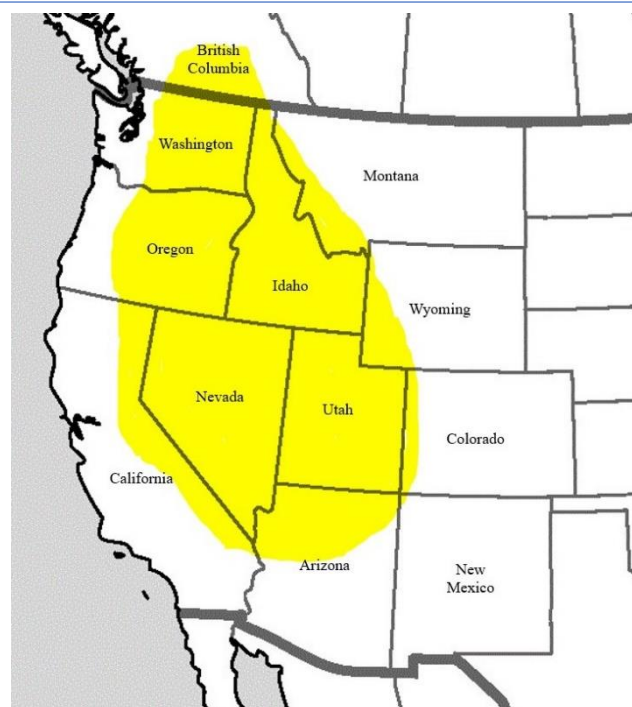 British
Columbia
Washington
Montana
Oregon
Idaho
Wyoming
Nevada
Utah
Colorado
California
Arizona
New
Mexico